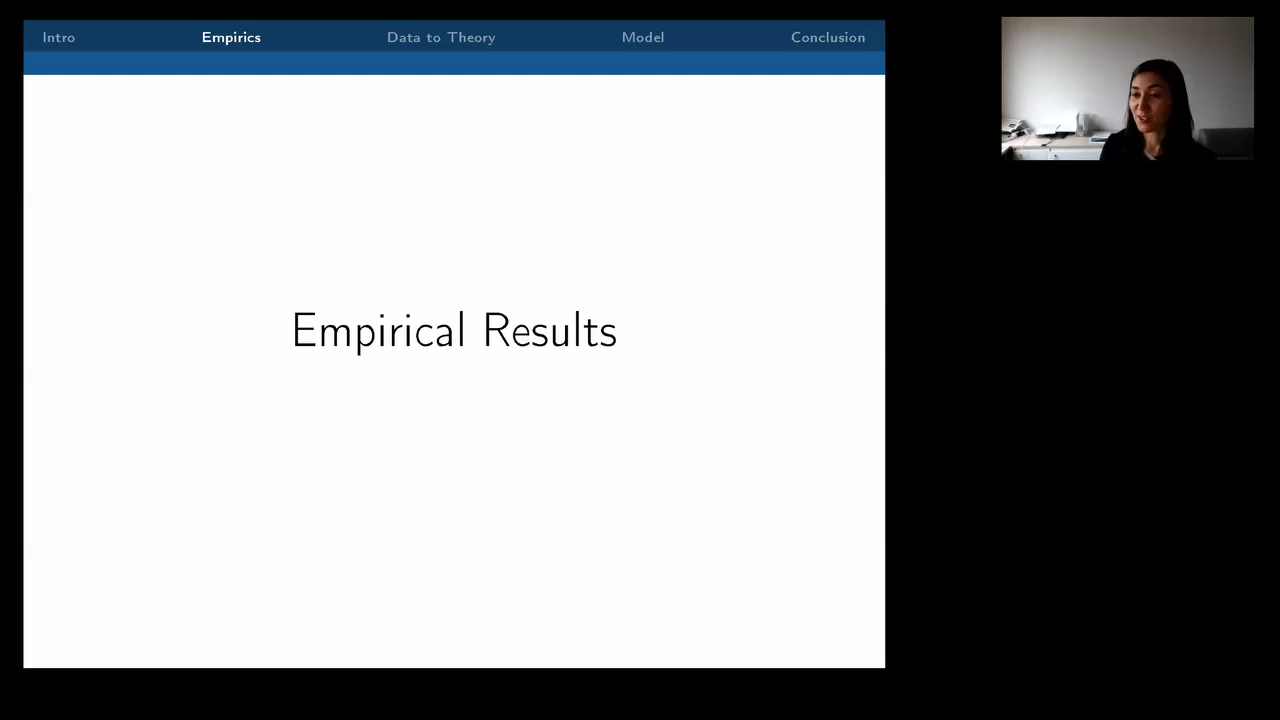 Intro Empirics Data to Theory Model Conclusion
Empirical Results